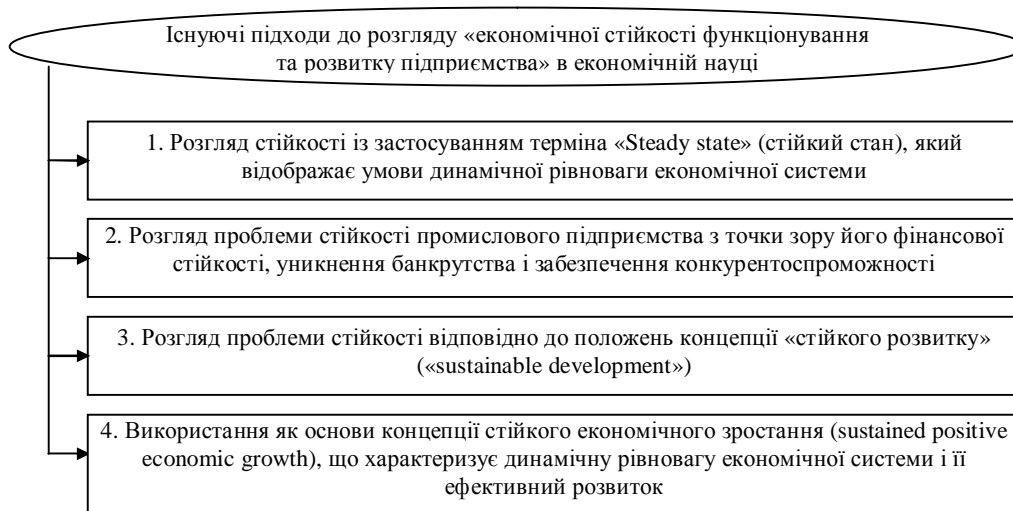 Існуючі підходи до розгляду «економічної стійкості функціонування
та розвитку підприємства» в економічній науці
1. Розгляд стійкості із застосуванням терміна «Steady state» (стійкий стан), який
відображає умови динамічної рівноваги економічної системи
2. Розгляд проблеми стійкості промислового підприємства з точки зору його фінансової
стійкості, уникнення банкрутства і забезпечення конкурентоспроможності
3. Розгляд проблеми стійкості відповідно до положень концепції «стійкого розвитку»
(«sustainable development»)
4. Використання як основи концепції стійкого економічного зростання (sustained positive
economic growth), що характеризує динамічну рівновагу економічної системи і її
ефективний розвиток